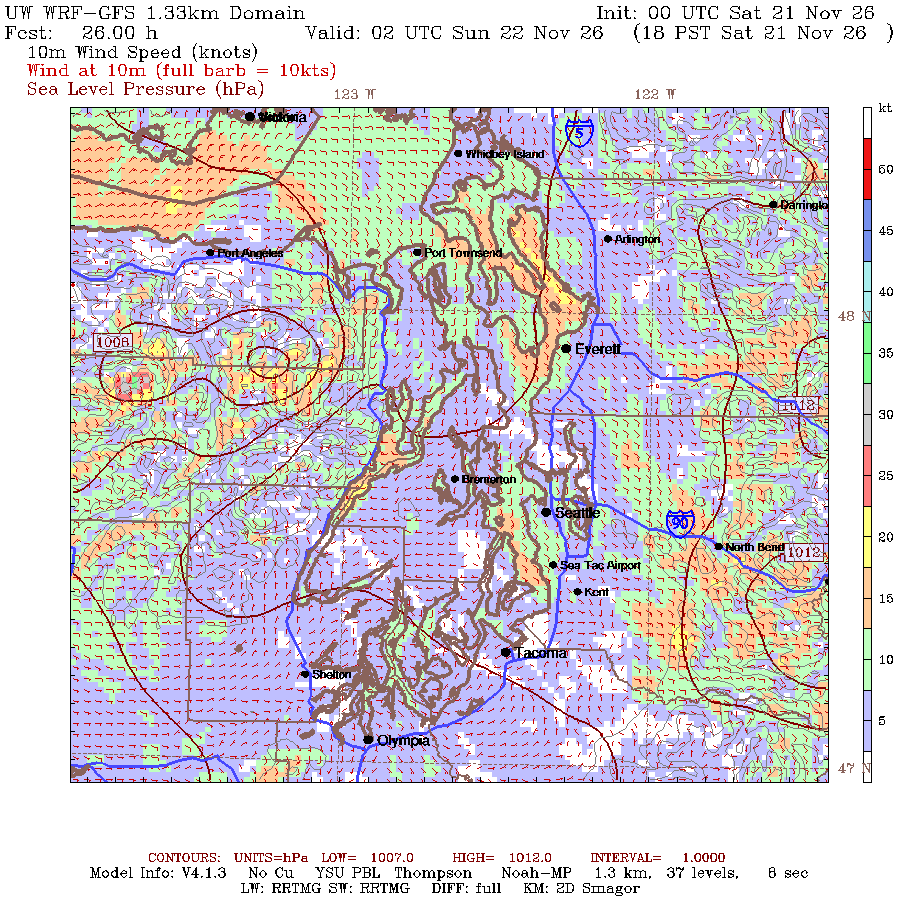 UW WRF-GFS 1.33km Domain Init: 00 UTC Sat 21 Nov 26
Fcst: 26.00 h Valid: 02 UTC Sun 22 Nov 26 (18 PST Sat 21 Nov 26 )
10m Wind Speed (knots)
Wind at 10m (full barb = 10kts)
Sea Level Pressure (hPa)
123 W 122 W
kt
Victoria
5
Whidbey Island
60
50
Darringto
45
Arlington
Port Angeles
Port Townsend
40
48 N
1008
Everett
35
1012
30
Bremerton
25
Seattle
90
20
North Bend
1012
Sea Tac Airport
Kent
15
Tacoma
10
Shelton
5
Olympia
47 N
CONTOURS: UNITS=hPa LOW= 1007.0 HIGH= 1012.0 INTERVAL= 1.0000
Model Info: V4.1.3 No Cu YSU PBL Thompson Noah-MP 1.3 km, 37 levels, 8 sec
LW: RRTMG SW: RRTMG DIFF: full KM: 2D Smagor